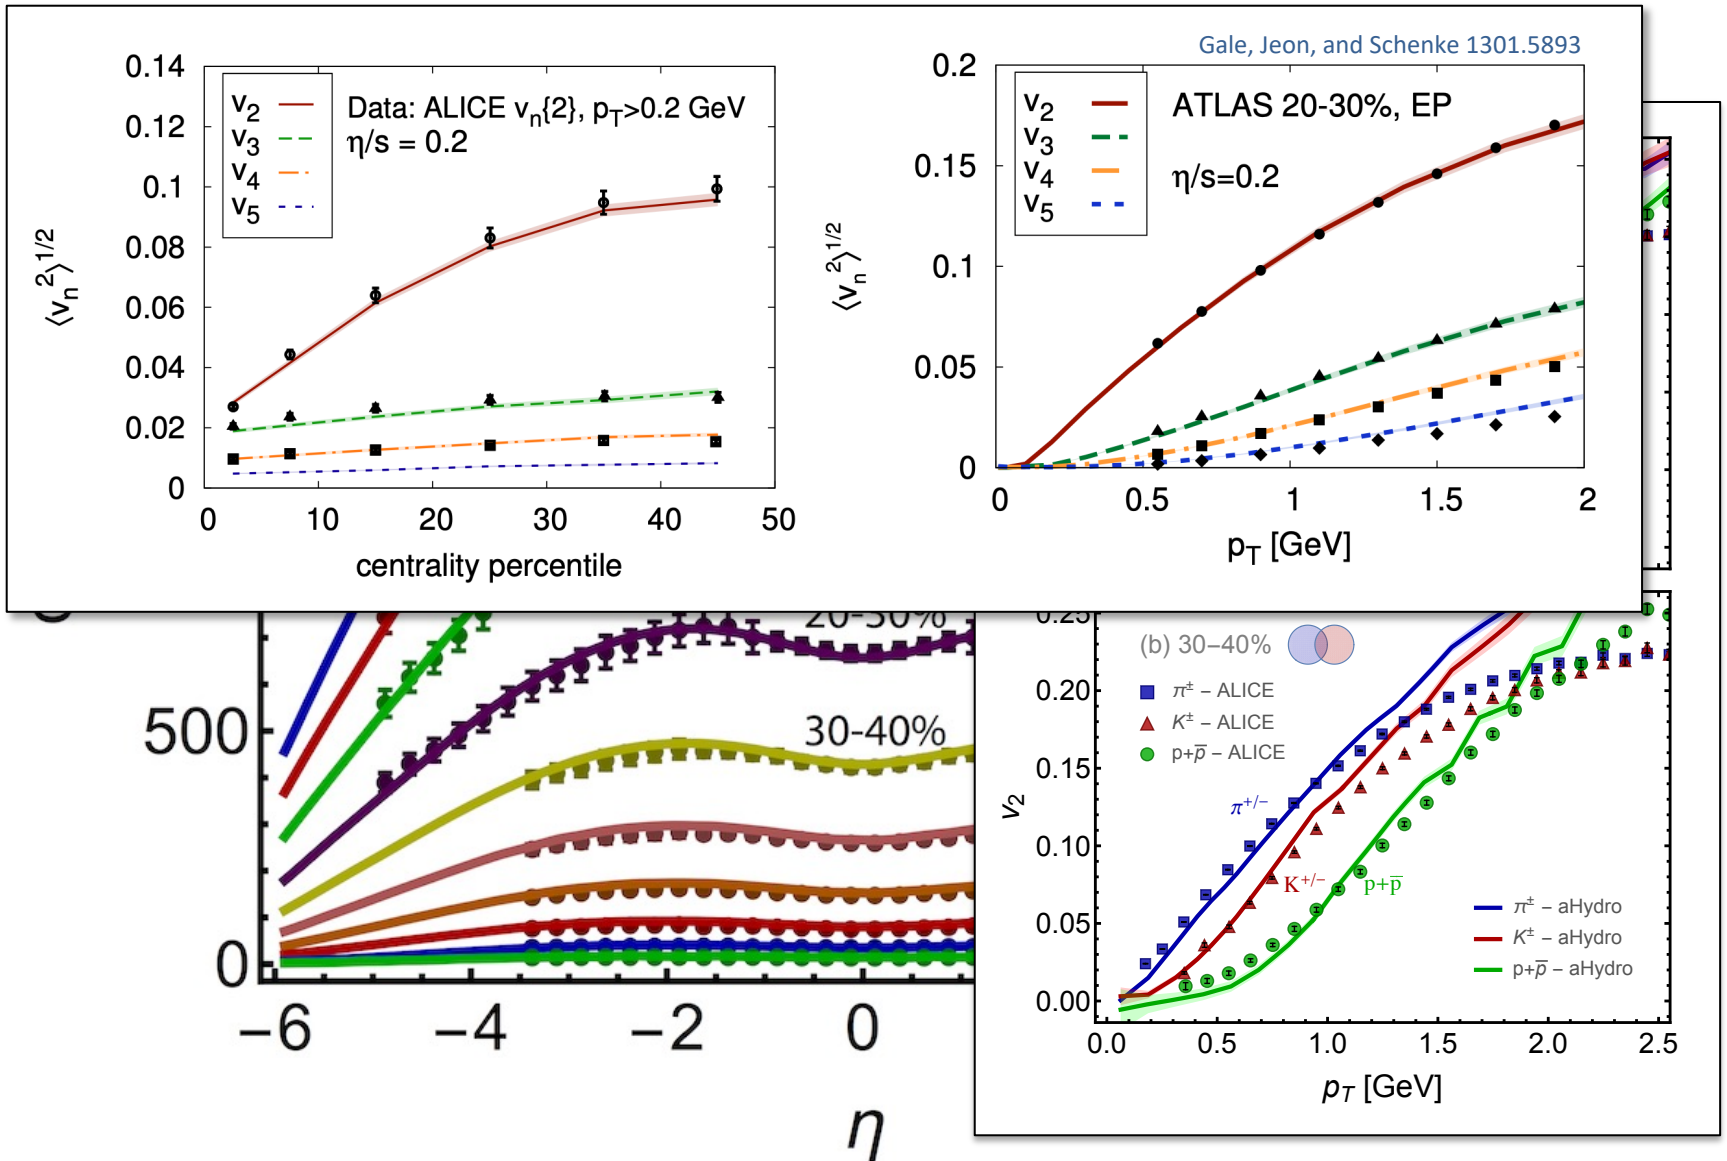 Gale, Jeon, and Schenke 1301.5893
0.14
0.12
0.1
0.08
0.06
0.04
0.02
0
v2
v3
v4
v5
Data: ALICE vn{2}, pT>0.2 GeV
η/s = 0.2
⟨vn2⟩1/2
0 10 20 30 40 50
centrality percentile
0.2
0.15
0.1
0.05
0
v2
v3
v4
v5
ATLAS 20-30%, EP
η/s=0.2
⟨vn2⟩1/2
0 0.5 1 1.5 2
pT [GeV]
20-30%
30-40%
500
0
−6 −4 −2 0
η
0.25
0.20
0.15
0.10
0.05
0.00
v2
(b) 30−40%
π± − ALICE
K± − ALICE
p+p̅ − ALICE
π+/−
K+/−
p+p̅
π± − aHydro
K± − aHydro
p+p̅ − aHydro
0.0 0.5 1.0 1.5 2.0 2.5
pT [GeV]